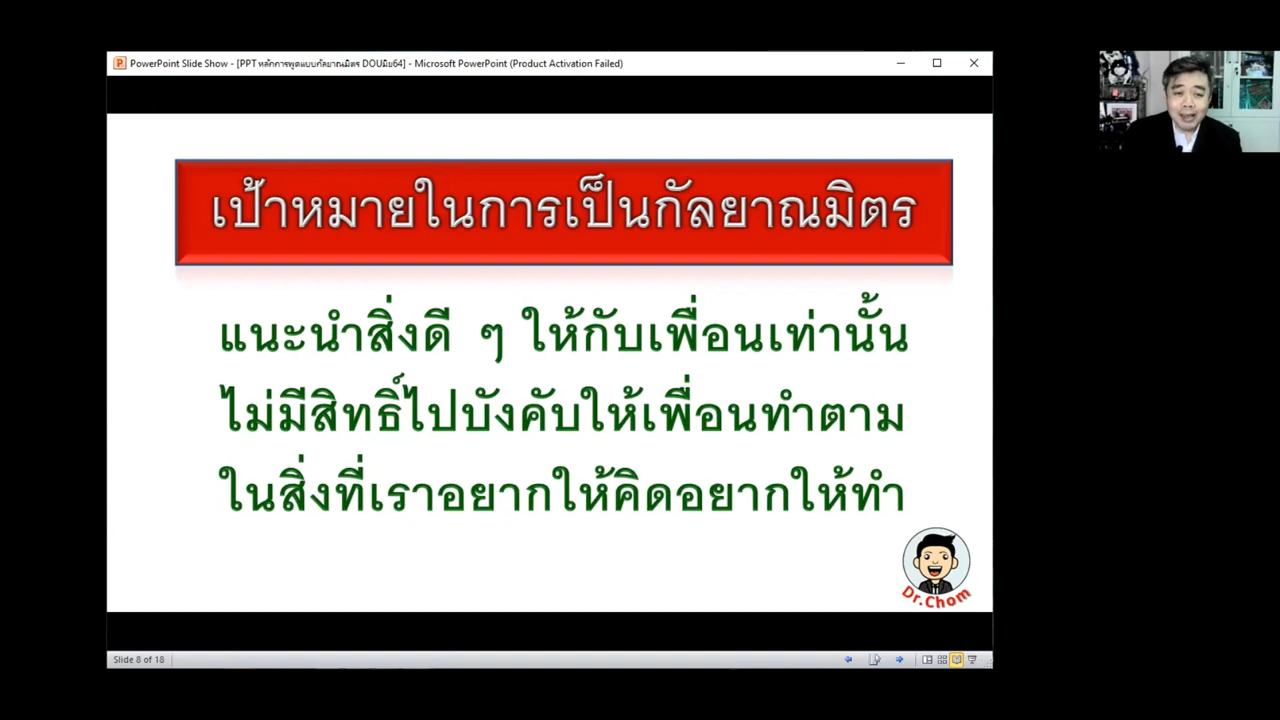 PowerPoint Slide Show - [PPT หลักการพูดแบบกัลยาณมิตร DOUมิย64] - Microsoft PowerPoint (Product Activation Failed)
เป้าหมายในการเป็นกัลยาณมิตร
แนะนำสิ่งดี ๆ ให้กับเพื่อนเท่านั้น
ไม่มีสิทธิ์ไปบังคับให้เพื่อนทำตาม
ในสิ่งที่เราอยากให้คิดอยากให้ทำ
Dr.Chom
Slide 8 of 18